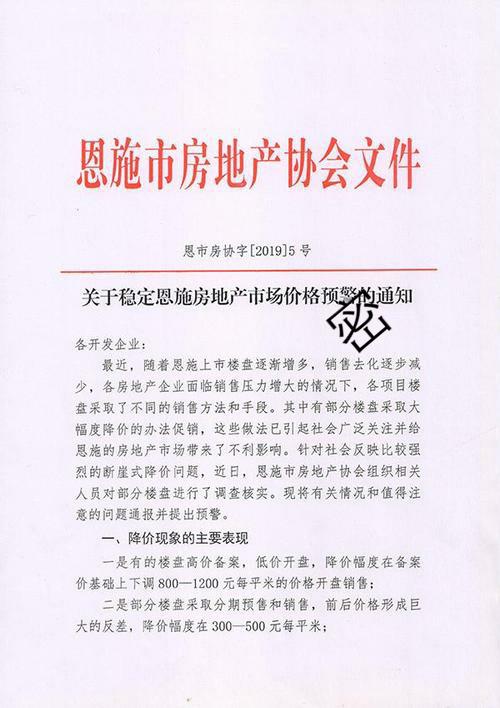 恩施市房地产协会文件
恩市房协字[2019]5号
关于稳定恩施房地产市场价格预警的通知
密
各开发企业：
最近，随着恩施上市楼盘逐渐增多，销售去化逐步减
少，各房地产企业面临销售压力增大的情况下，各项目楼
盘采取了不同的销售方法和手段。其中有部分楼盘采取大
幅度降价的办法促销，这些做法已引起社会广泛关注并给
恩施的房地产市场带来了不利影响。针对社会反映比较强
烈的断崖式降价问题，近日，恩施市房地产协会组织相关
人员对部分楼盘进行了调查核实。现将有关情况和值得注
意的问题通报并提出预警。
一、降价现象的主要表现
一是有的楼盘高价备案，低价开盘，降价幅度在备案
价基础上下调800—1200元每平米的价格开盘销售；
二是部分楼盘采取分期预售和销售，前后价格形成巨
大的反差，降价幅度在300—500元每平米；